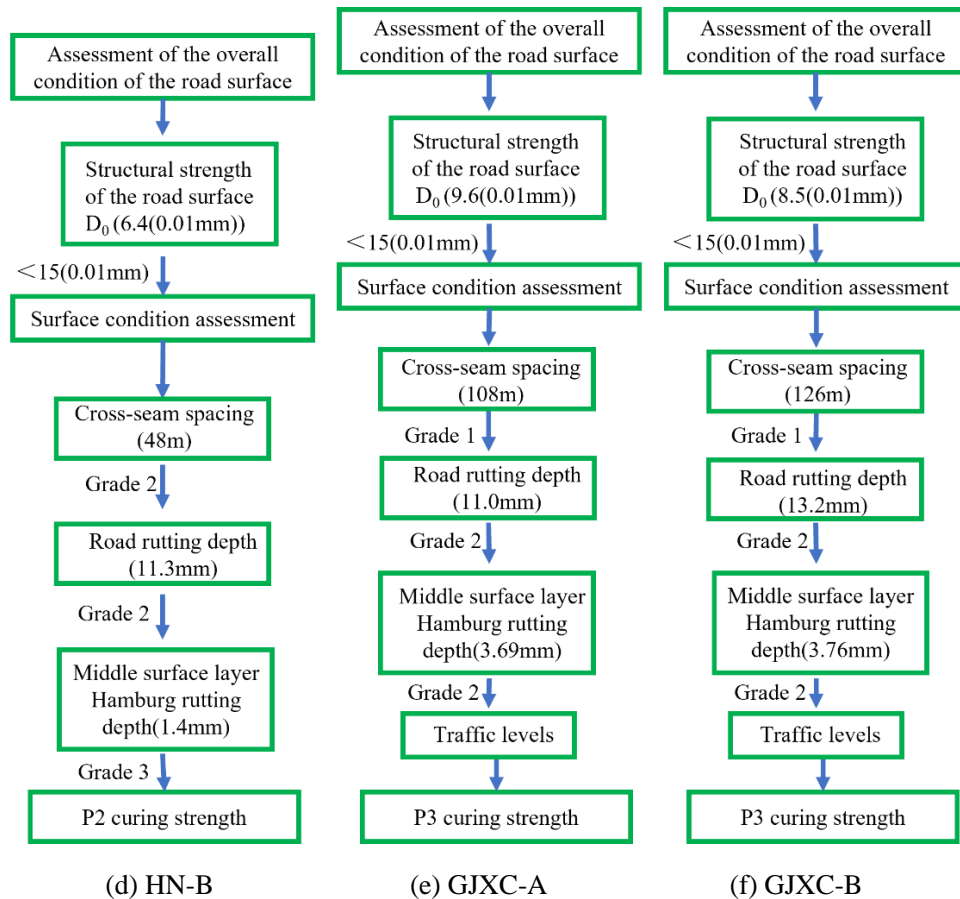 Assessment of the overall
condition of the road surface
Structural strength
of the road surface
D₀ (6.4(0.01mm))
＜15(0.01mm)
Surface condition assessment
Cross-seam spacing
(48m)
Grade 2
Road rutting depth
(11.3mm)
Grade 2
Middle surface layer
Hamburg rutting
depth(1.4mm)
Grade 3
P2 curing strength
(d) HN-B
Assessment of the overall
condition of the road surface
Structural strength
of the road surface
D₀ (9.6(0.01mm))
＜15(0.01mm)
Surface condition assessment
Cross-seam spacing
(108m)
Grade 1
Road rutting depth
(11.0mm)
Grade 2
Middle surface layer
Hamburg rutting
depth(3.69mm)
Grade 2
Traffic levels
P3 curing strength
(e) GJXC-A
Assessment of the overall
condition of the road surface
Structural strength
of the road surface
D₀ (8.5(0.01mm))
＜15(0.01mm)
Surface condition assessment
Cross-seam spacing
(126m)
Grade 1
Road rutting depth
(13.2mm)
Grade 2
Middle surface layer
Hamburg rutting
depth(3.76mm)
Grade 2
Traffic levels
P3 curing strength
(f) GJXC-B